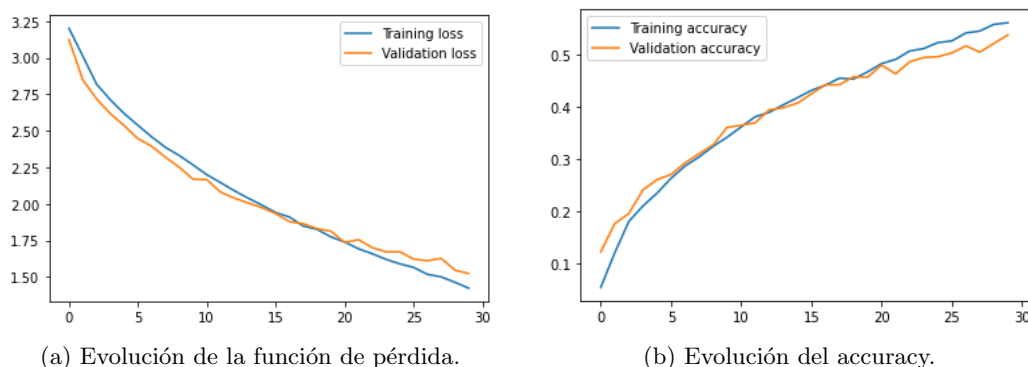 3.25
3.00
2.75
2.50
2.25
2.00
1.75
1.50
0 5 10 15 20 25 30
Training loss
Validation loss
(a) Evolución de la función de pérdida.
0.5
0.4
0.3
0.2
0.1
0 5 10 15 20 25 30
Training accuracy
Validation accuracy
(b) Evolución del accuracy.